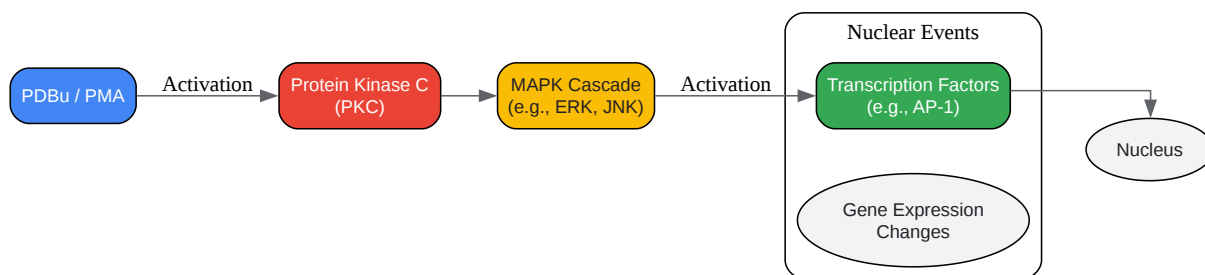 Nuclear Events
PDBu / PMA
Activation
Protein Kinase C
(PKC)
MAPK Cascade
(e.g., ERK, JNK)
Activation
Transcription Factors
(e.g., AP-1)
Nucleus
Gene Expression
Changes